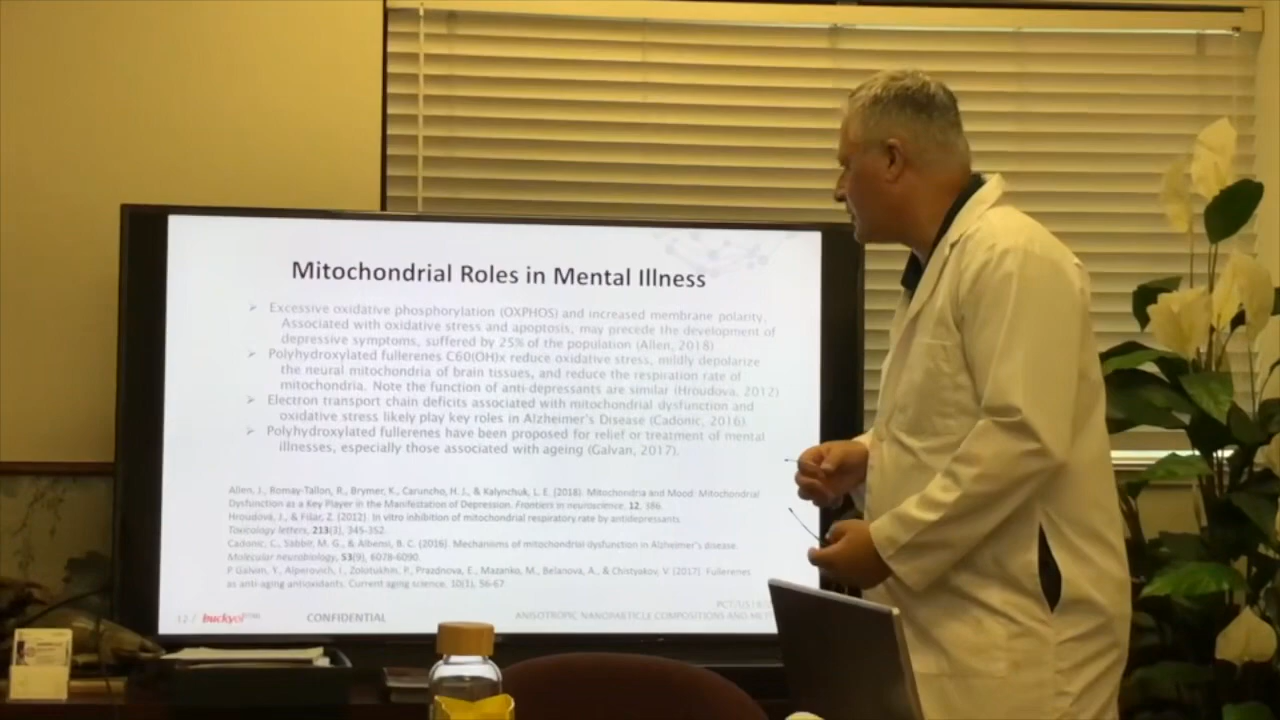 Mitochondrial Roles in Mental Illness
➢ Excessive oxidative phosphorylation (OXPHOS) and increased membrane polarity.
Associated with oxidative stress and apoptosis, may precede the development of
depressive symptoms, suffered by 25% of the population (Allen, 2018)
➢ Polyhydroxylated fullerenes C60(OH)x reduce oxidative stress, mildly depolarize
the neural mitochondria of brain tissues, and reduce the respiration rate of
mitochondria. Note the function of anti-depressants are similar (Hroudova, 2012)
➢ Electron transport chain deficits associated with mitochondrial dysfunction and
oxidative stress likely play key roles in Alzheimer's Disease (Cadonic, 2016).
➢ Polyhydroxylated fullerenes have been proposed for relief or treatment of mental
illnesses, especially those associated with ageing (Galvan, 2017).
Allen, J., Romay-Tallon, R., Brymer, K., Caruncho, H. J., & Kalynchuk, L. E. (2018). Mitochondria and Mood: Mitochondrial
Dysfunction as a Key Player in the Manifestation of Depression. Frontiers in neuroscience, 12, 386.
Hroudová, J., & Fišar, Z. (2012). In vitro inhibition of mitochondrial respiratory rate by antidepressants.
Toxicology letters, 213(3), 345-352.
Cadonic, C., Sabbir, M. G., & Albensi, B. C. (2016). Mechanisms of mitochondrial dysfunction in Alzheimer's disease.
Molecular neurobiology, 53(9), 6078-6090.
P Galvan, Y., Alperovich, I., Zolotukhin, P., Prazdnova, E., Mazanko, M., Belanova, A., & Chistyakov, V. (2017). Fullerenes
as anti-aging antioxidants. Current aging science, 10(1), 56-67
12 / buckyol CONFIDENTIAL
ANISOTROPIC NANOPARTICLE COMPOSITIONS AND